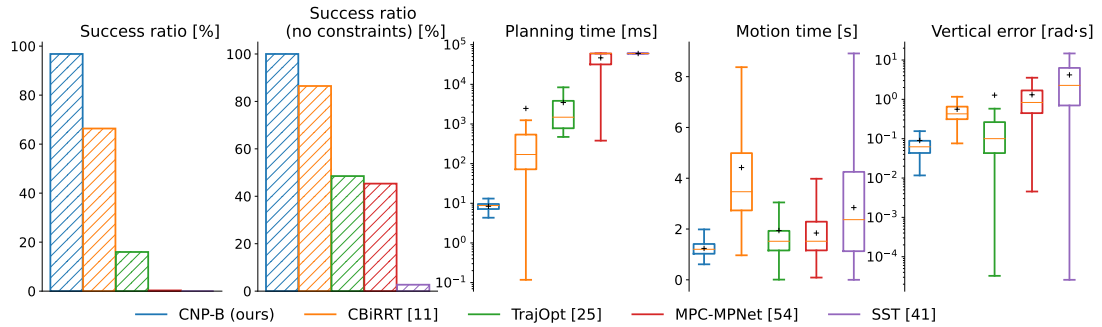 Success ratio [%]
Success ratio
(no constraints) [%]
Planning time [ms]
Motion time [s]
Vertical error [rad·s]
100
80
60
40
20
0
100
80
60
40
20
0
10^5
10^4
10^3
10^2
10^1
10^0
10^−1
8
6
4
2
0
10^1
10^0
10^−1
10^−2
10^−3
10^−4
CNP-B (ours)
CBiRRT [11]
TrajOpt [25]
MPC-MPNet [54]
SST [41]